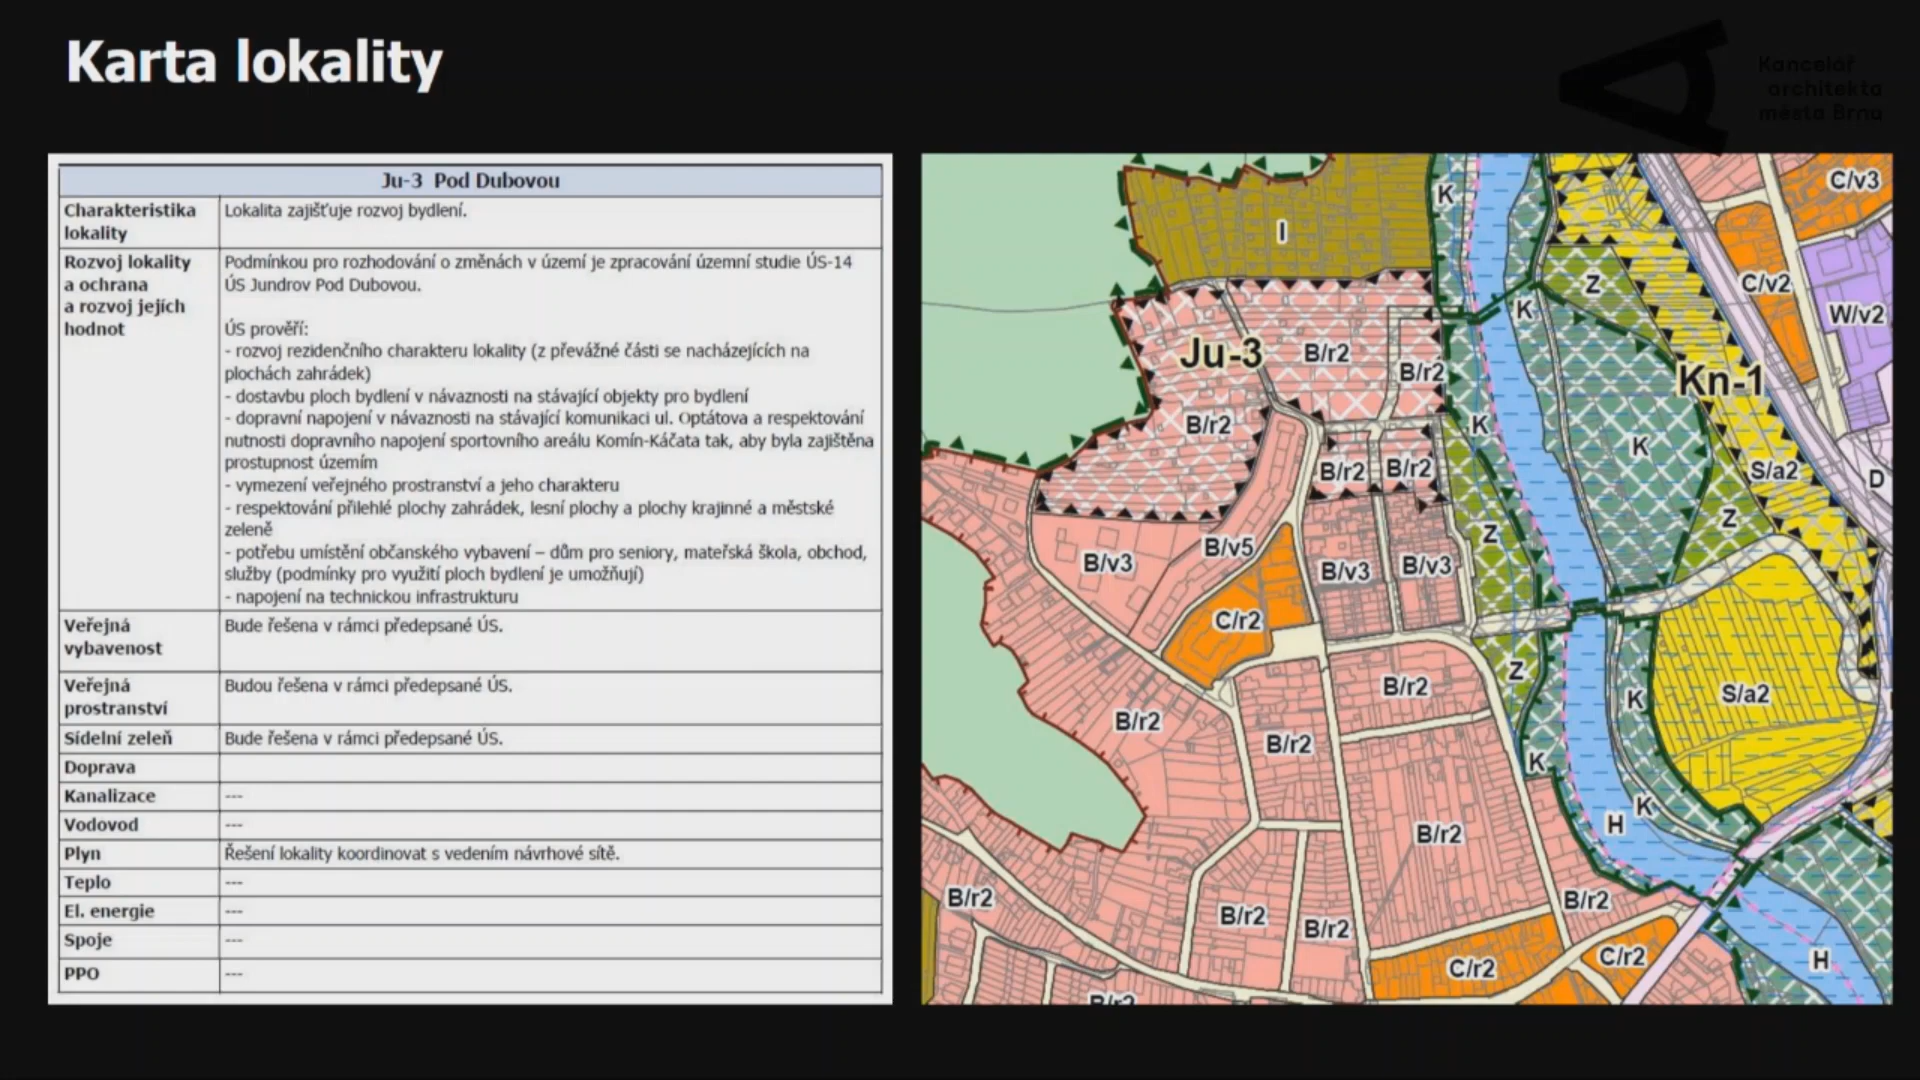 Karta lokality
Kancelář
architekta
města Brna
Ju-3 Pod Dubovou
Charakteristika
lokality
Lokalita zajišťuje rozvoj bydlení.
Rozvoj lokality
a ochrana
a rozvoj jejích
hodnot
Podmínkou pro rozhodování o změnách v území je zpracování územní studie ÚS-14
ÚS Jundrov Pod Dubovou.
ÚS prověří:
- rozvoj rezidenčního charakteru lokality (z převážné části se nacházejících na
plochách zahrádek)
- dostavbu ploch bydlení v návaznosti na stávající objekty pro bydlení
- dopravní napojení v návaznosti na stávající komunikaci ul. Optátova a respektování
nutnosti dopravního napojení sportovního areálu Komín-Káčata tak, aby byla zajištěna
prostupnost územím
- vymezení veřejného prostranství a jeho charakteru
- respektování přilehlé plochy zahrádek, lesní plochy a plochy krajinné a městské
zeleně
- potřebu umístění občanského vybavení – dům pro seniory, mateřská škola, obchod,
služby (podmínky pro využití ploch bydlení je umožňují)
- napojení na technickou infrastrukturu
Veřejná
vybavenost
Bude řešena v rámci předepsané ÚS.
Veřejná
prostranství
Budou řešena v rámci předepsané ÚS.
Sídelní zeleň
Bude řešena v rámci předepsané ÚS.
Doprava
Kanalizace
---
Vodovod
---
Plyn
Řešení lokality koordinovat s vedením návrhové sítě.
Teplo
---
El. energie
---
Spoje
---
PPO
---
C/v3
K
I
Z
C/v2
K
W/v2
Ju-3
B/r2
B/r2
Kn-1
B/r2
K
K
B/r2
B/r2
S/a2
D
Z
Z
B/v5
B/v3
B/v3
B/v3
C/r2
Z
B/r2
K
S/a2
B/r2
B/r2
K
K
H
B/r2
B/r2
B/r2
B/r2
B/r2
C/r2
C/r2
H
B/r2